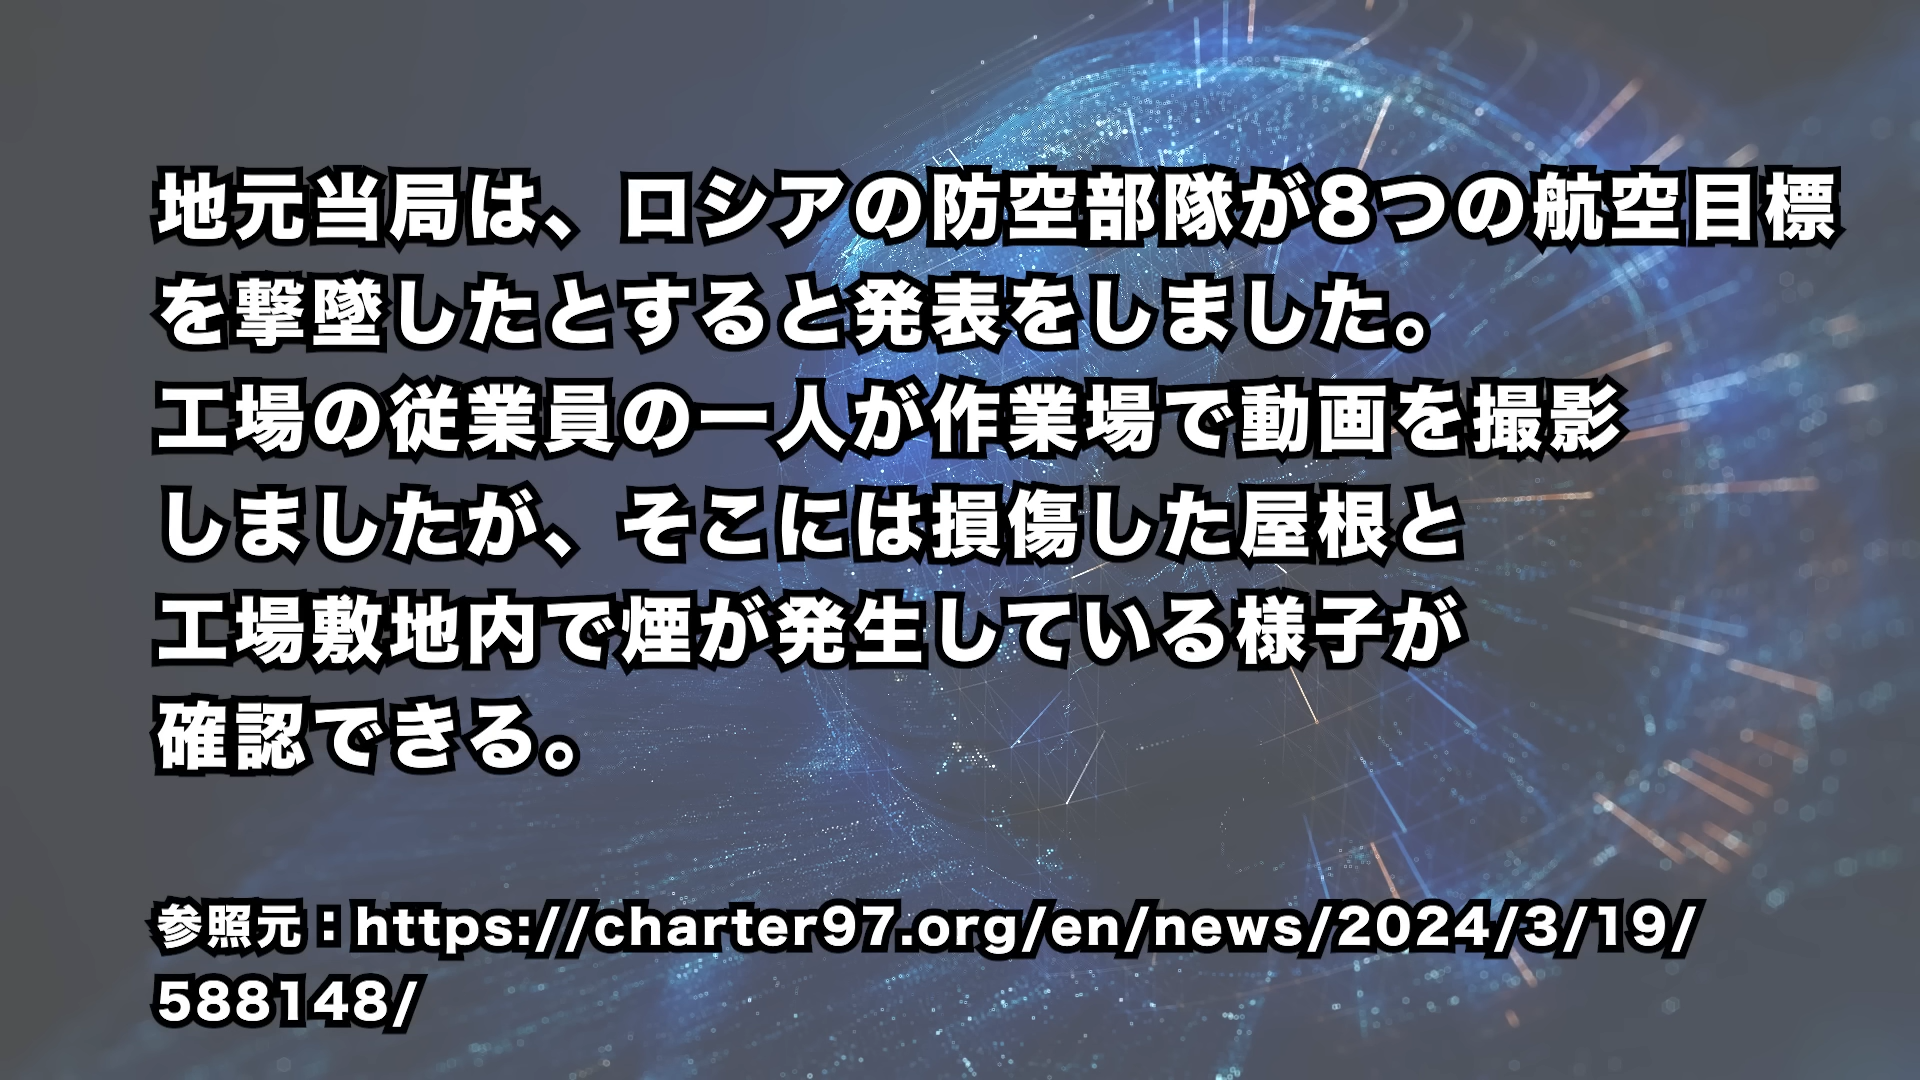 地元当局は、ロシアの防空部隊が8つの航空目標
を撃墜したとすると発表をしました。
工場の従業員の一人が作業場で動画を撮影
しましたが、そこには損傷した屋根と
工場敷地内で煙が発生している様子が
確認できる。
参照元：https://charter97.org/en/news/2024/3/19/
588148/